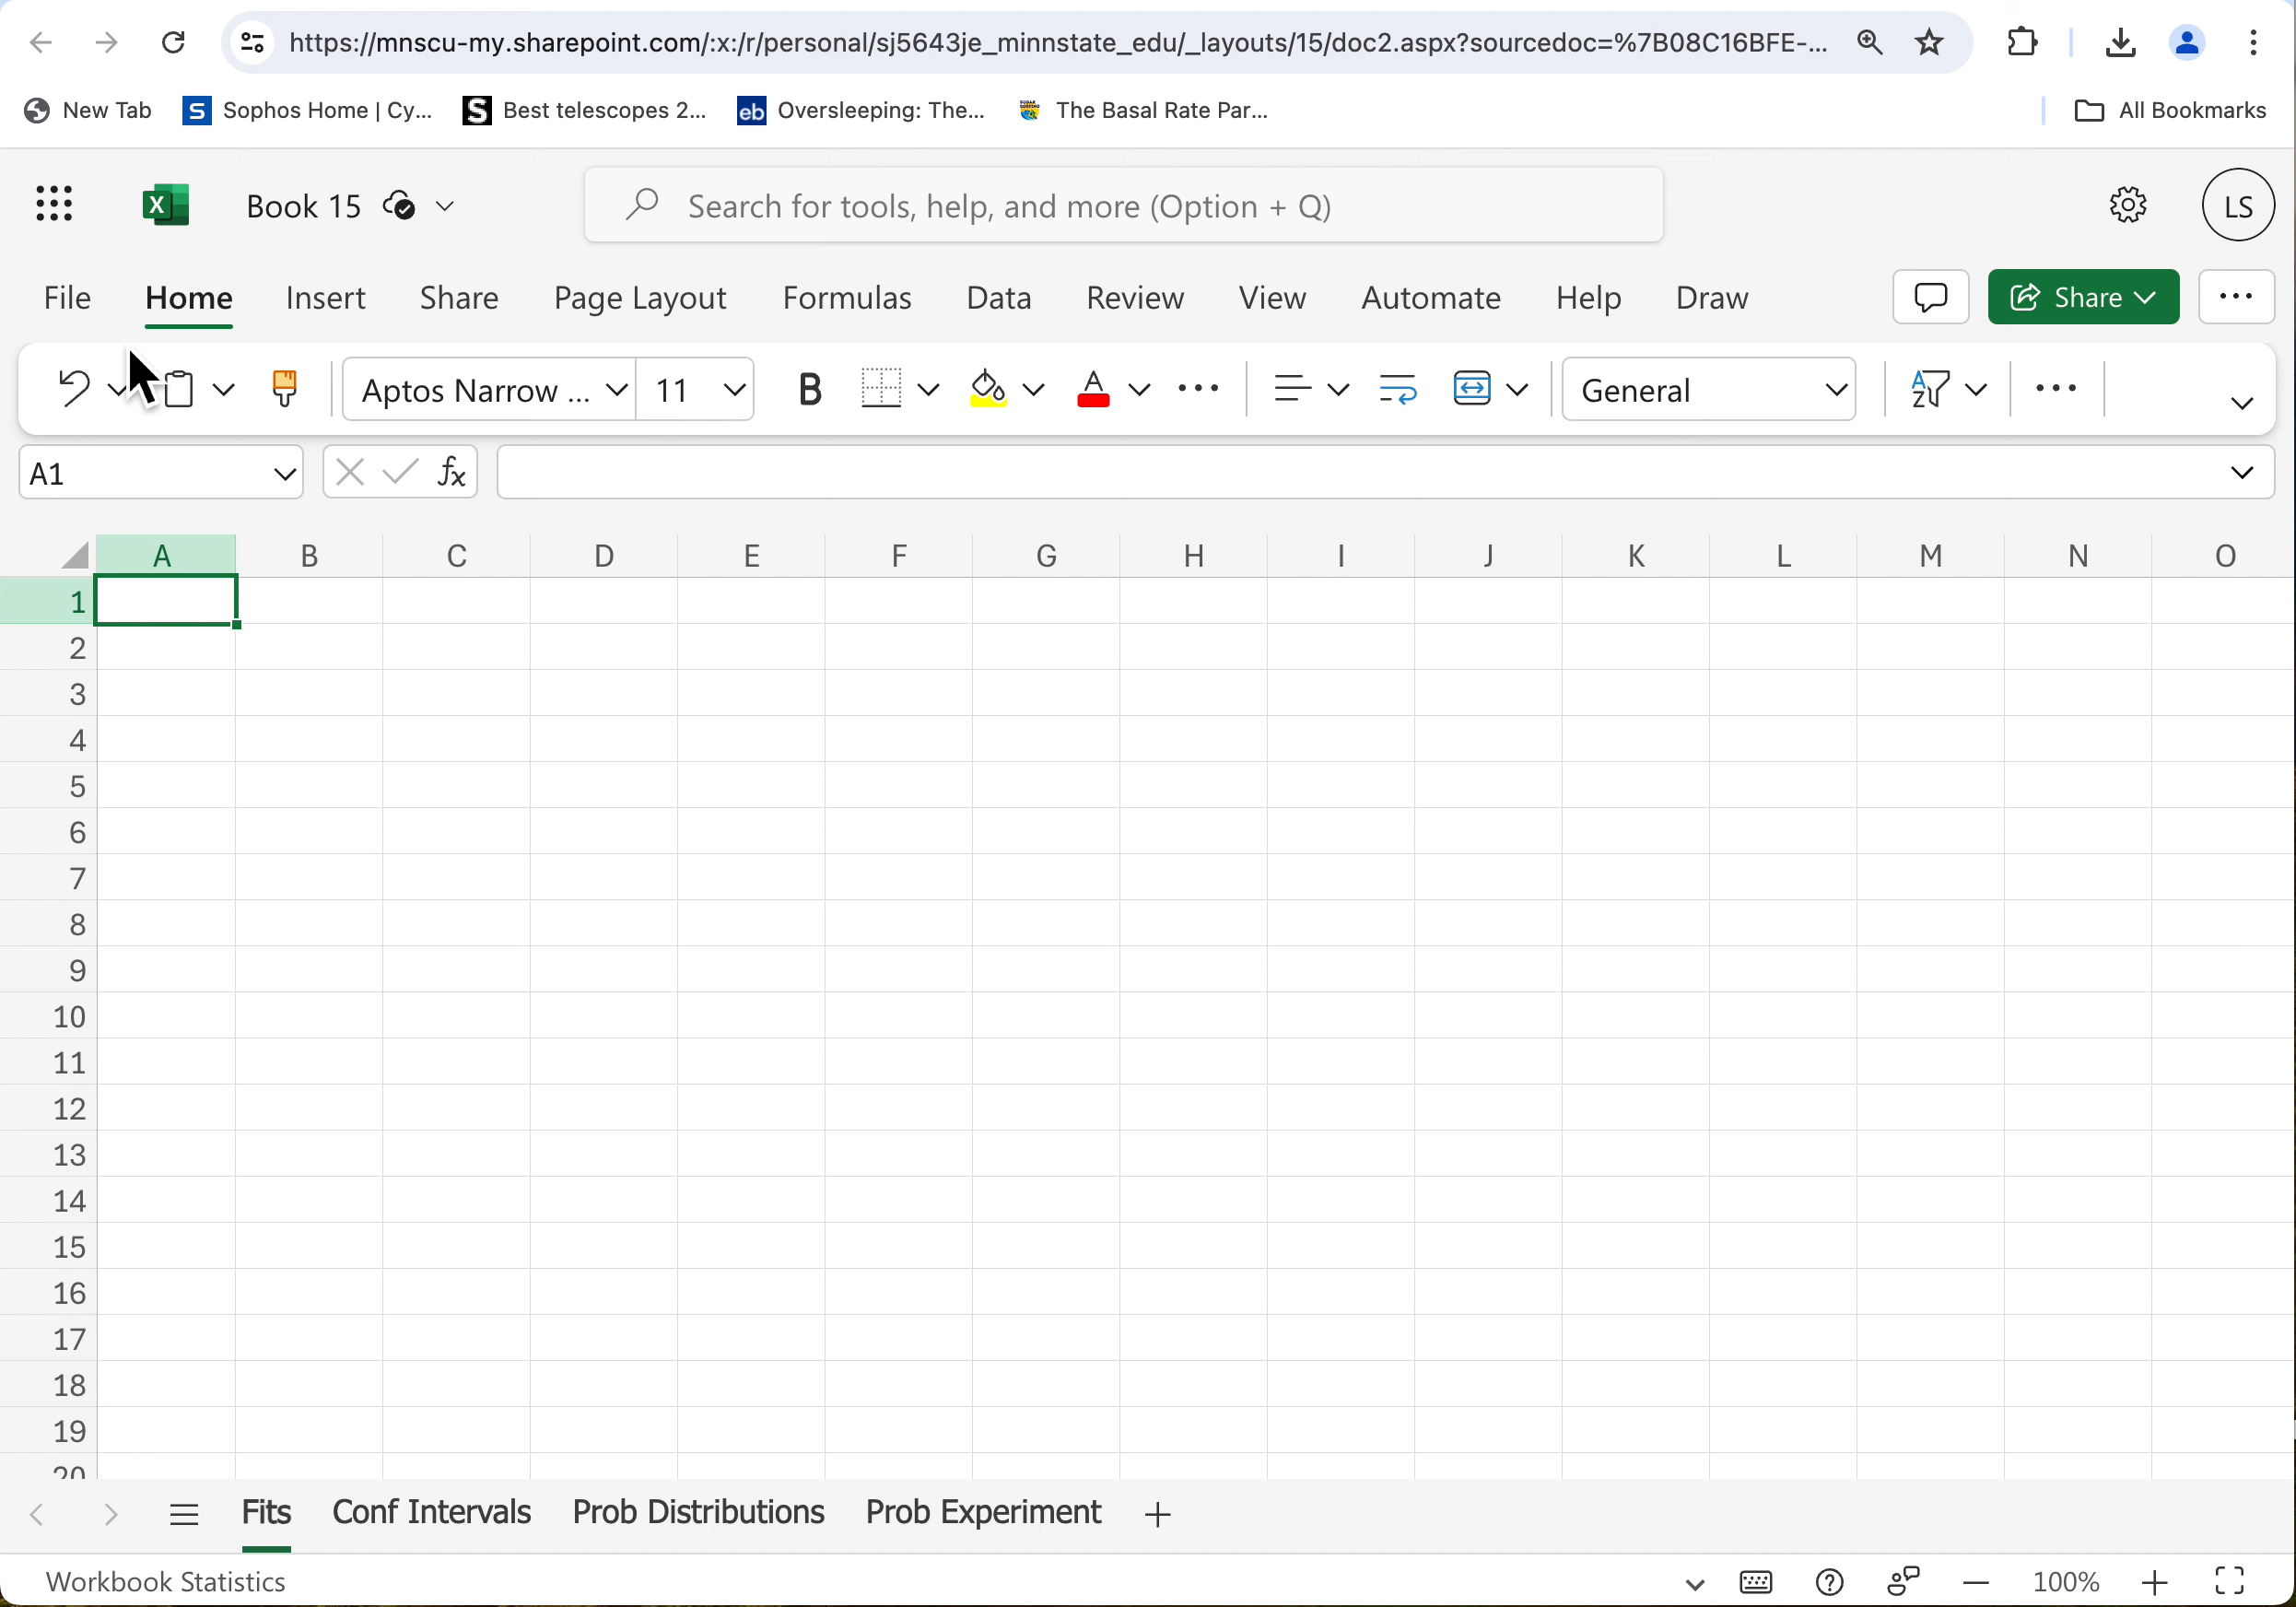 https://mnscu-my.sharepoint.com/:x:/r/personal/sj5643je_minnstate_edu/_layouts/15/doc2.aspx?sourcedoc=%7B08C16BFE-...
New Tab S Sophos Home | Cy... S Best telescopes 2... eb Oversleeping: The... The Basal Rate Par... All Bookmarks
X Book 15 Search for tools, help, and more (Option + Q) LS
File Home Insert Share Page Layout Formulas Data Review View Automate Help Draw Share
Aptos Narrow ... 11 B A General AZ
A1 fx
A B C D E F G H I J K L M N O
1
2
3
4
5
6
7
8
9
10
11
12
13
14
15
16
17
18
19
20
Fits Conf Intervals Prob Distributions Prob Experiment
Workbook Statistics 100%